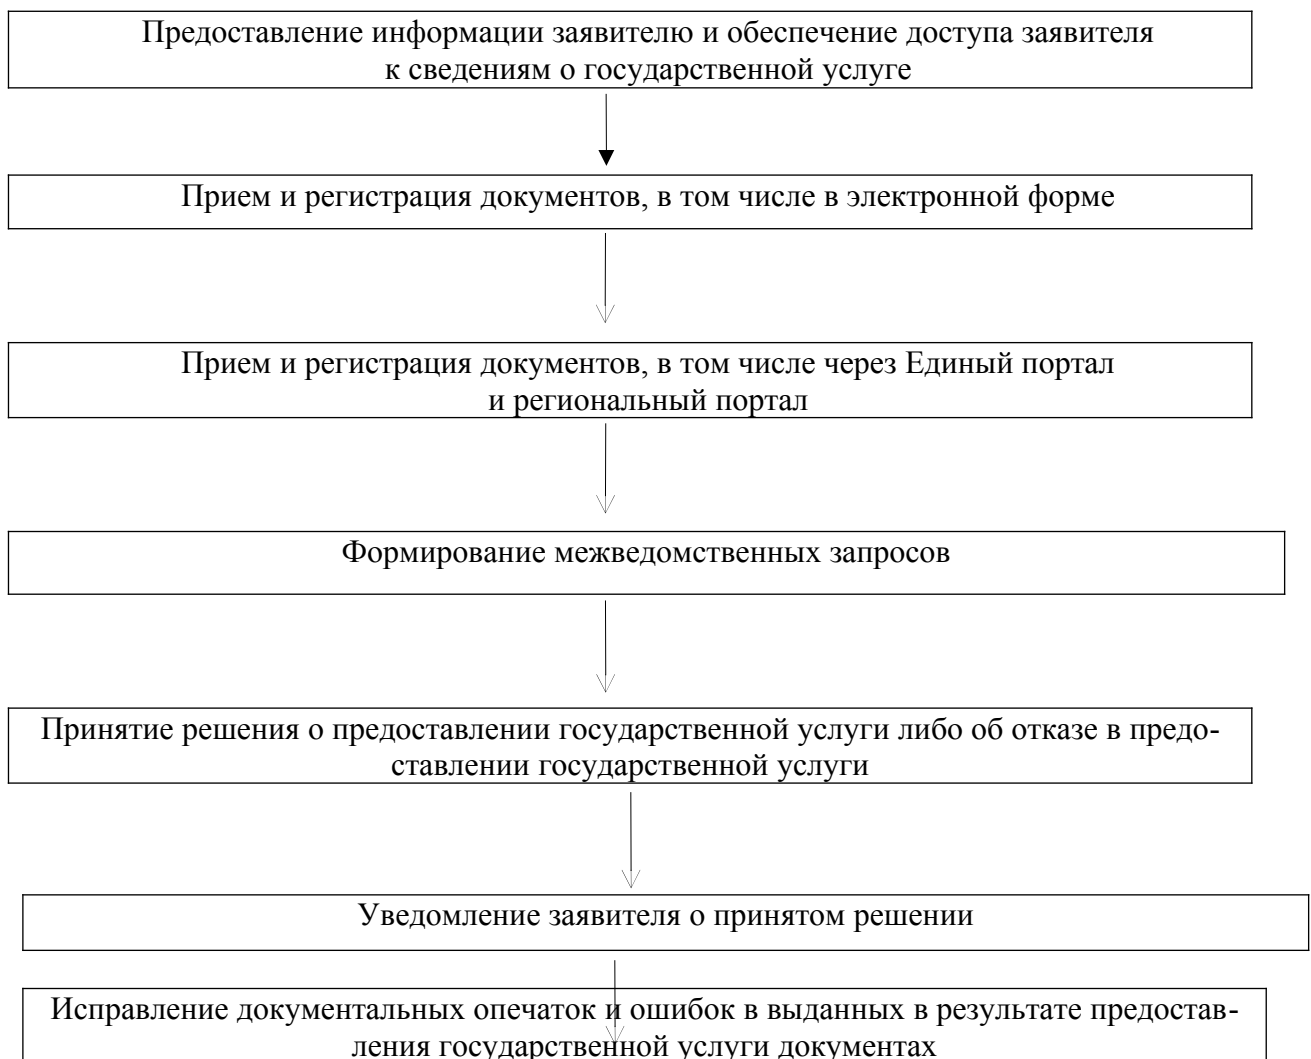 Предоставление информации заявителю и обеспечение доступа заявителя
к сведениям о государственной услуге
Прием и регистрация документов, в том числе в электронной форме
Прием и регистрация документов, в том числе через Единый портал
и региональный портал
Формирование межведомственных запросов
Принятие решения о предоставлении государственной услуги либо об отказе в предо-
ставлении государственной услуги
Уведомление заявителя о принятом решении
Исправление документальных опечаток и ошибок в выданных в результате предостав-
ления государственной услуги документах